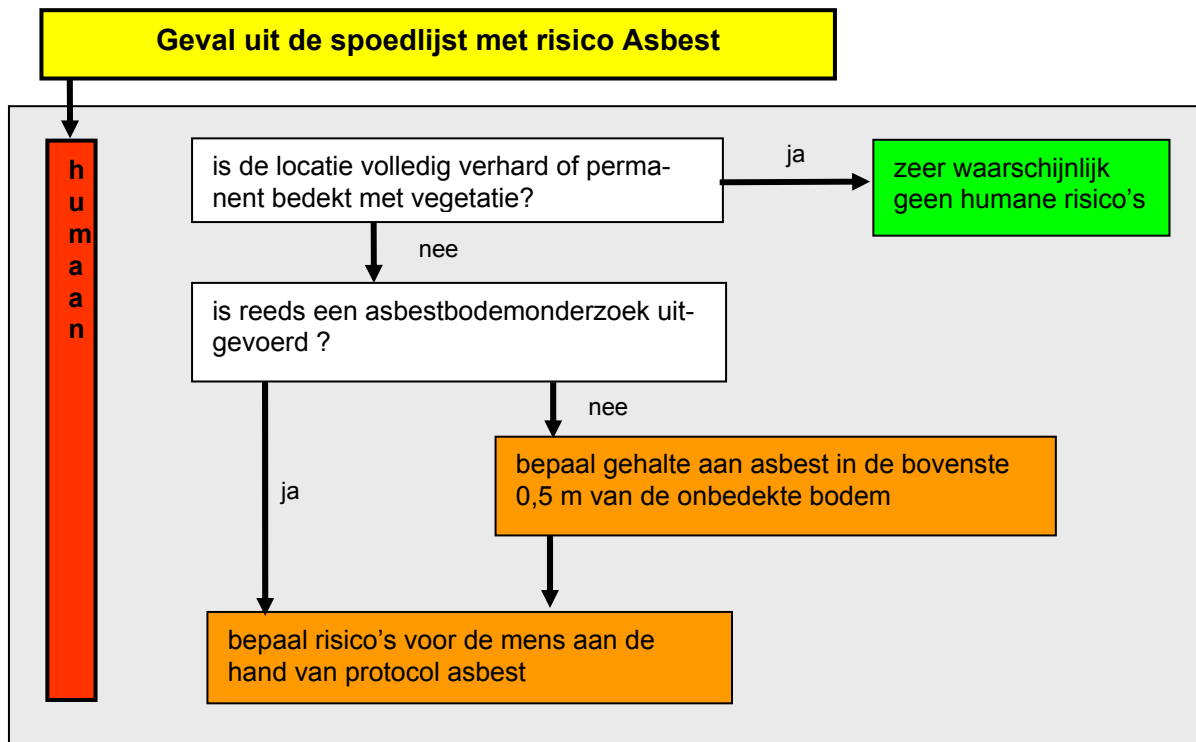 Geval uit de spoedlijst met risico Asbest
h
u
m
a
a
n
is de locatie volledig verhard of perma-
nent bedekt met vegetatie?
ja
zeer waarschijnlijk
geen humane risico's
nee
is reeds een asbestbodemonderzoek uit-
gevoerd ?
nee
bepaal gehalte aan asbest in de bovenste
0,5 m van de onbedekte bodem
ja
bepaal risico's voor de mens aan de
hand van protocol asbest